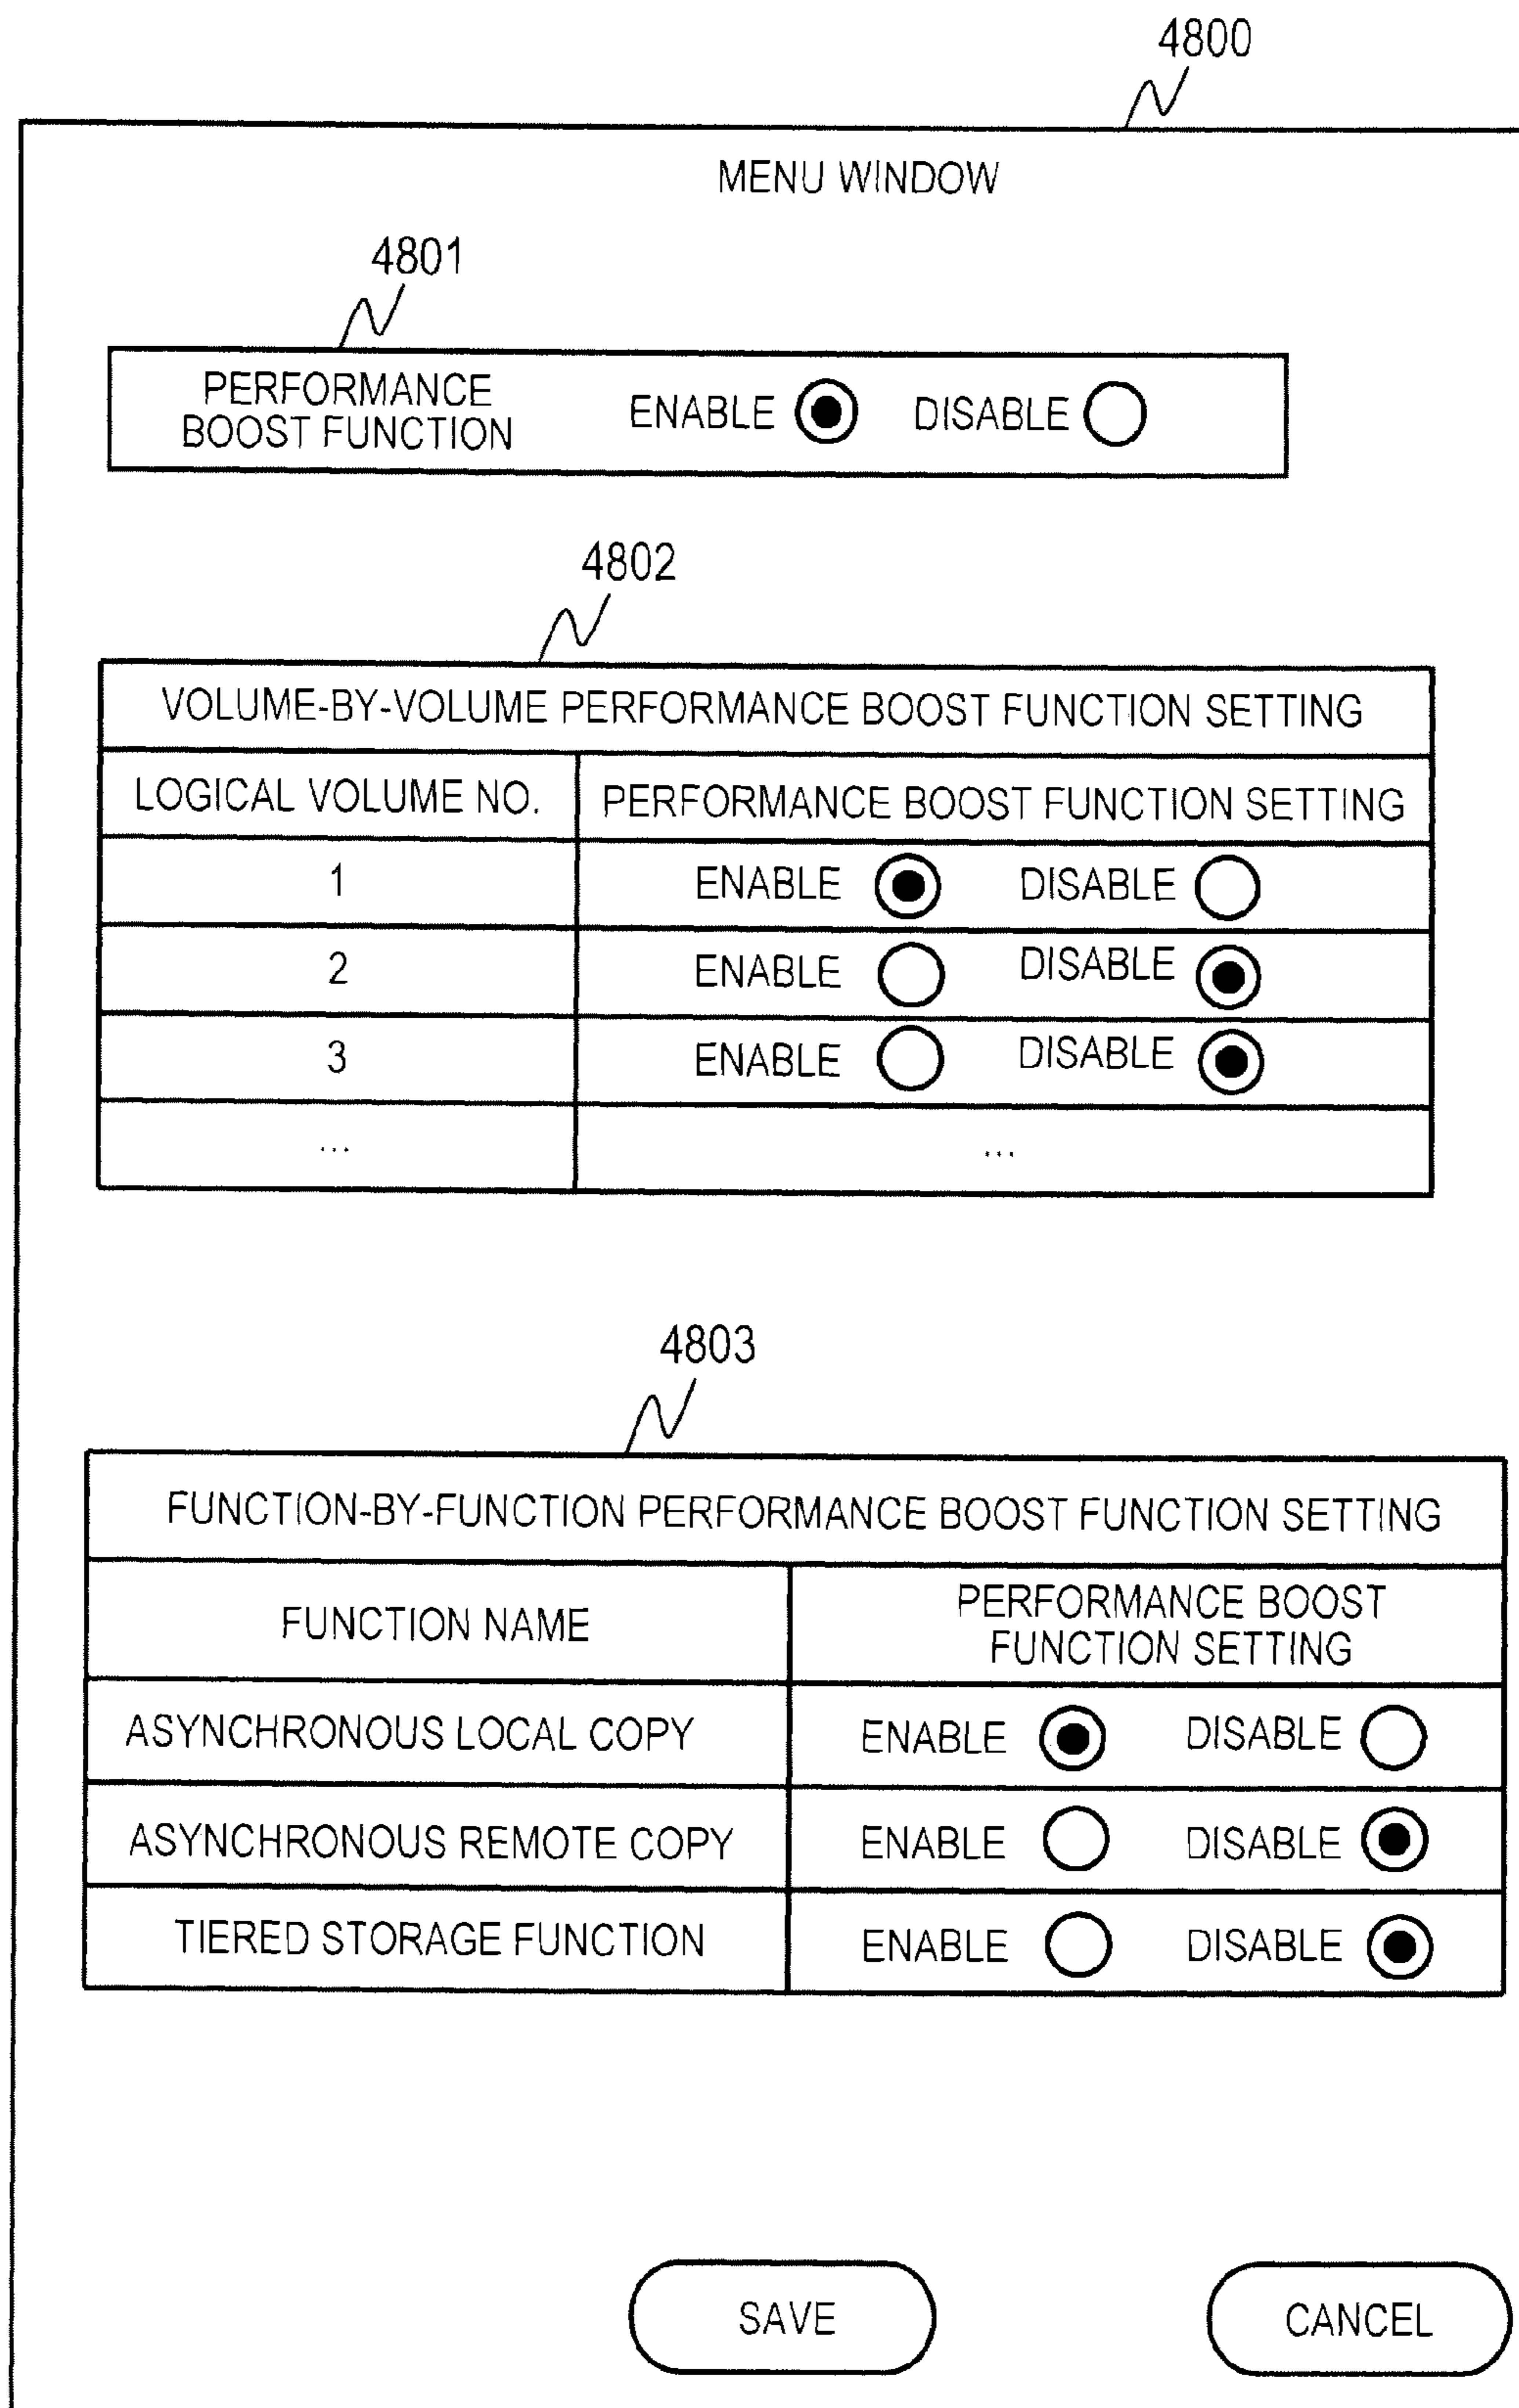 4800
MENU WINDOW
4801
PERFORMANCE
BOOST FUNCTION
ENABLE DISABLE
4802
VOLUME-BY-VOLUME PERFORMANCE BOOST FUNCTION SETTING
LOGICAL VOLUME NO. PERFORMANCE BOOST FUNCTION SETTING
1 ENABLE DISABLE
2 ENABLE DISABLE
3 ENABLE DISABLE
... ...
4803
FUNCTION-BY-FUNCTION PERFORMANCE BOOST FUNCTION SETTING
FUNCTION NAME
PERFORMANCE BOOST
FUNCTION SETTING
ASYNCHRONOUS LOCAL COPY ENABLE DISABLE
ASYNCHRONOUS REMOTE COPY ENABLE DISABLE
TIERED STORAGE FUNCTION ENABLE DISABLE
SAVE CANCEL